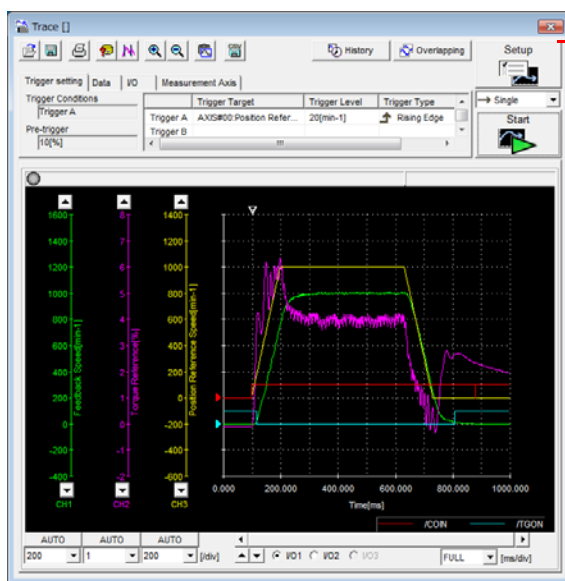 Trace []
History
Overlapping
Setup
Trigger setting
Data
I/O
Measurement Axis
Trigger Conditions
Trigger A
Pre-trigger
10[%]
Trigger Target
Trigger Level
Trigger Type
Trigger A
AXIS#00:Position Refer...
20[min-1]
Rising Edge
Trigger B
Single
Start
1600
1400
1200
1000
800
600
400
200
0
-200
-400
Feedback Speed[min-1]
CH1
8
7
6
5
4
3
2
1
0
-1
-2
Torque Reference[%]
CH2
1400
1200
1000
800
600
400
200
0
-200
-400
-600
Position Reference Speed[min-1]
CH3
0.000
200.000
400.000
600.000
800.000
1000.000
Time[ms]
/COIN
/TGON
AUTO
AUTO
AUTO
200
1
200
[/div]
I/O1
I/O2
I/O3
FULL
[ms/div]